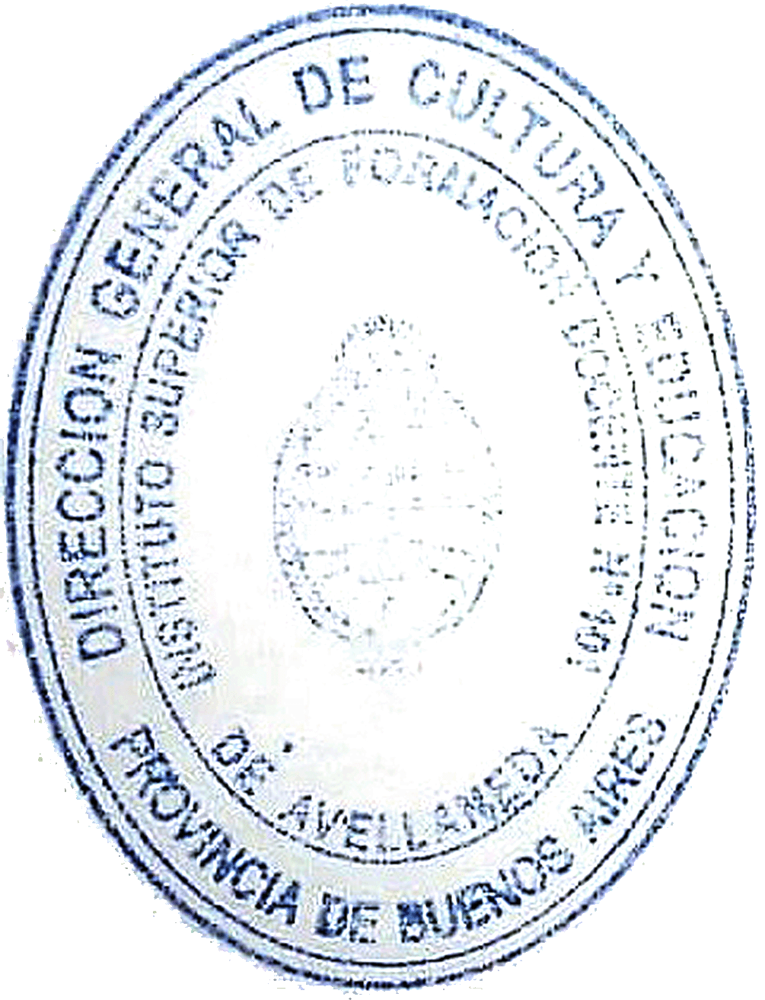 DIRECCION GENERAL DE CULTURA Y EDUCACION
INSTITUTO SUPERIOR DE FORMACION DOCENTE Nº 101
DE AVELLANEDA
PROVINCIA DE BUENOS AIRES